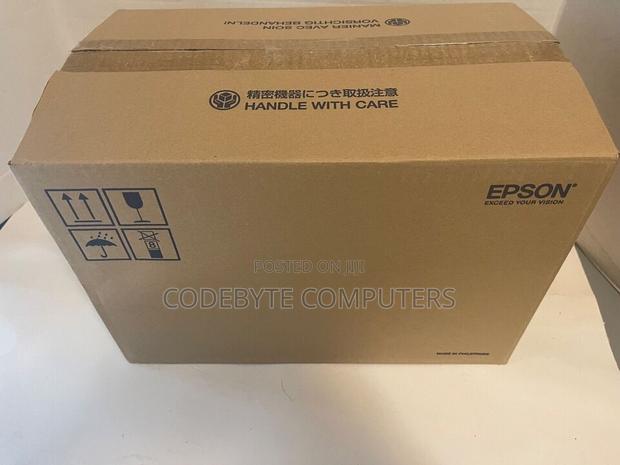 MANIER AVEC SOIN
VORSICHTIG BEHANDELN!
精密機器につき取扱注意
HANDLE WITH CARE
EPSON®
EXCEED YOUR VISION
8
POSTED ON JIJI
CODEBYTE COMPUTERS
MADE IN PHILIPPINES